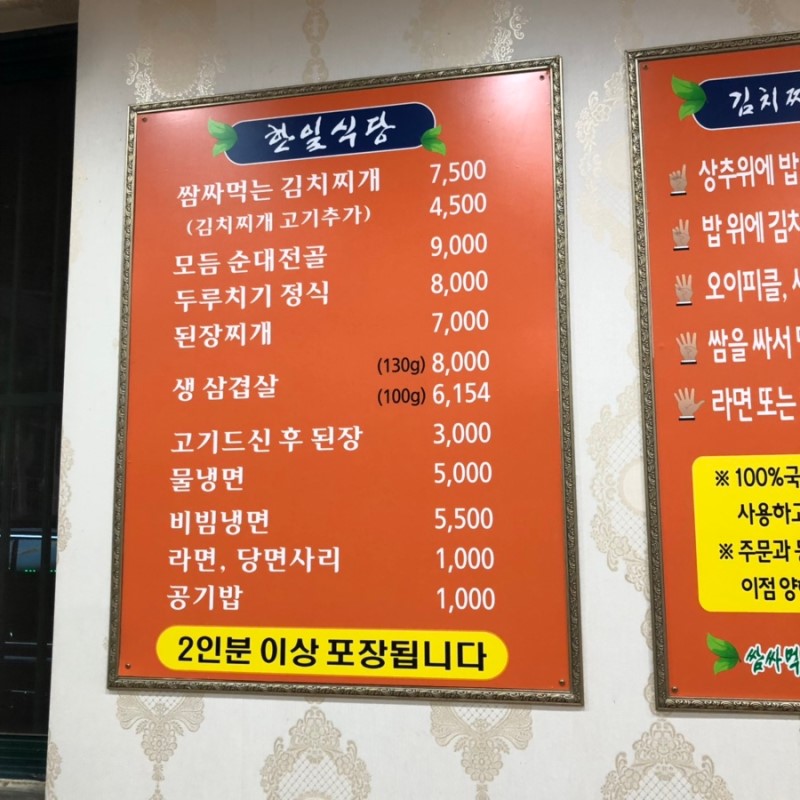 한일식당
쌈싸먹는 김치찌개 7,500
(김치찌개 고기추가) 4,500
모듬 순대전골 9,000
두루치기 정식 8,000
된장찌개 7,000
생 삼겹살 (130g) 8,000
(100g) 6,154
고기드신 후 된장 3,000
물냉면 5,000
비빔냉면 5,500
라면, 당면사리 1,000
공기밥 1,000
2인분 이상 포장됩니다
김치찌
상추위에 밥
밥 위에 김치
오이피클,
쌈을 싸서
라면 또는
※ 100%국
사용하고
※ 주문과
이점 양
쌈싸먹